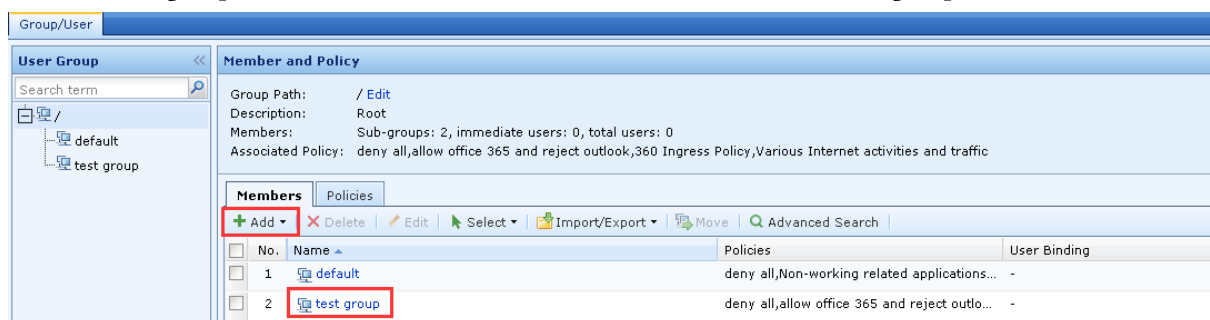 Group/User
User Group
Search term
/
default
test group
Member and Policy
Group Path: / Edit
Description: Root
Members: Sub-groups: 2, immediate users: 0, total users: 0
Associated Policy: deny all,allow office 365 and reject outlook,360 Ingress Policy,Various Internet activities and traffic
Members Policies
Add Delete Edit Select Import/Export Move Advanced Search
No. Name Policies User Binding
1 default deny all,Non-working related applications... -
2 test group deny all,allow office 365 and reject outlo... -